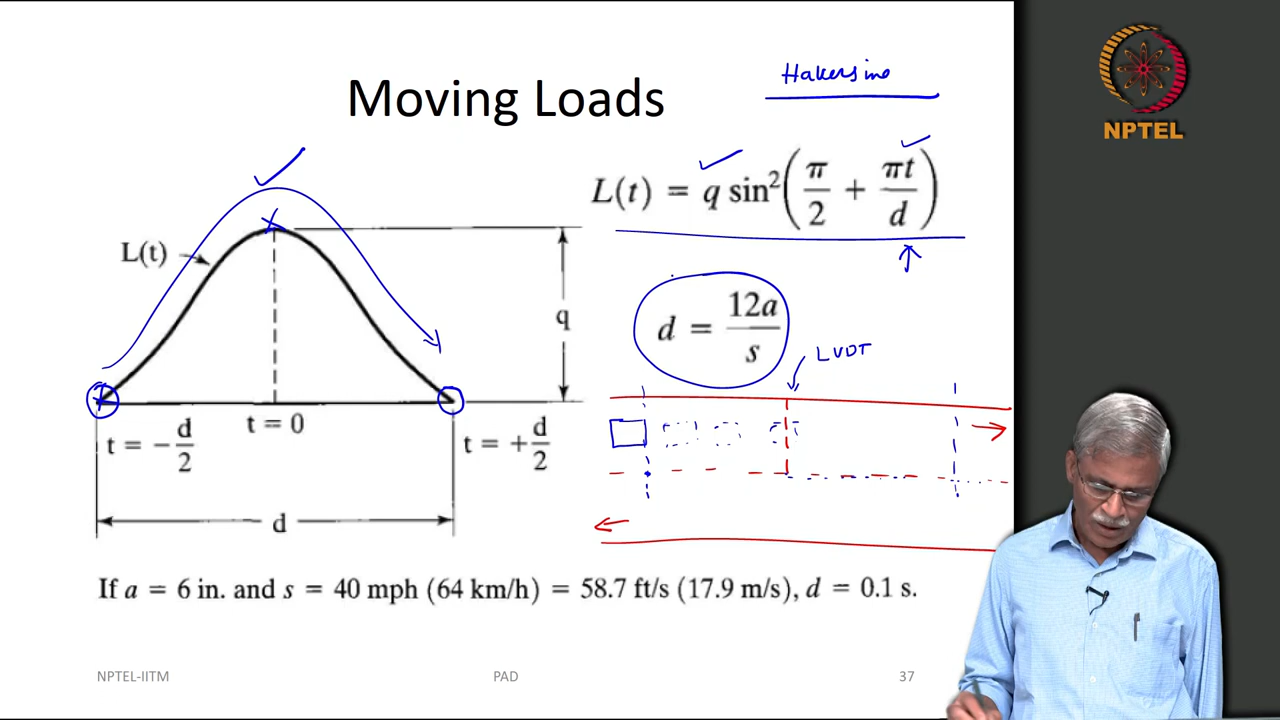 Moving Loads
Haversine
L(t) = q sin²(π/2 + πt/d)
L(t)
q
d = 12a/s
LVDT
t = −d/2
t = 0
t = +d/2
d
If a = 6 in. and s = 40 mph (64 km/h) = 58.7 ft/s (17.9 m/s), d = 0.1 s.
NPTEL
NPTEL-IITM
PAD
37